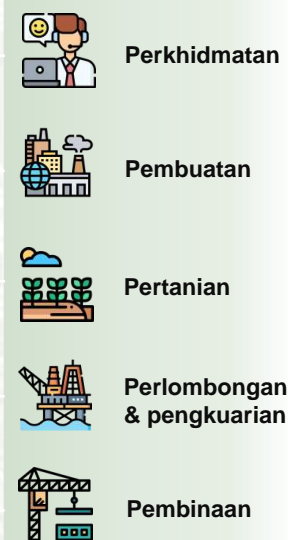 Perkhidmatan
Pembuatan
Pertanian
Perlombongan
& pengkuarian
Pembinaan